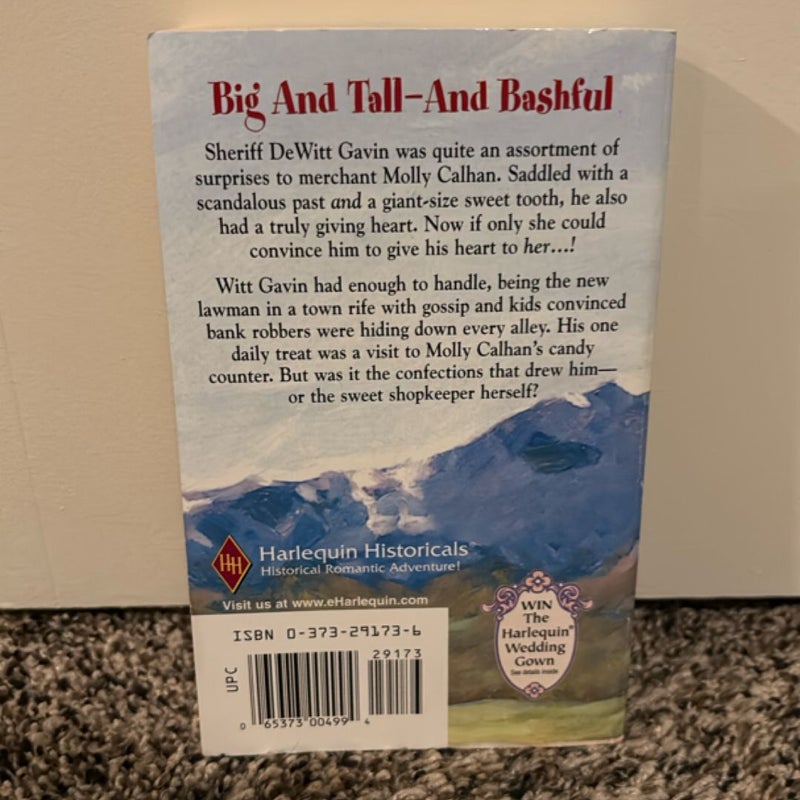 Big And Tall—And Bashful
Sheriff DeWitt Gavin was quite an assortment of
surprises to merchant Molly Calhan. Saddled with a
scandalous past and a giant-size sweet tooth, he also
had a truly giving heart. Now if only she could
convince him to give his heart to her...!
Witt Gavin had enough to handle, being the new
lawman in a town rife with gossip and kids convinced
bank robbers were hiding down every alley. His one
daily treat was a visit to Molly Calhan's candy
counter. But was it the confections that drew him—
or the sweet shopkeeper herself?
HH
Harlequin Historicals
Historical Romantic Adventure!
Visit us at www.eHarlequin.com
ISBN 0-373-29173-6
29173
UPC
0 65373 00499 4
WIN
The
Harlequin®
Wedding
Gown
See details inside